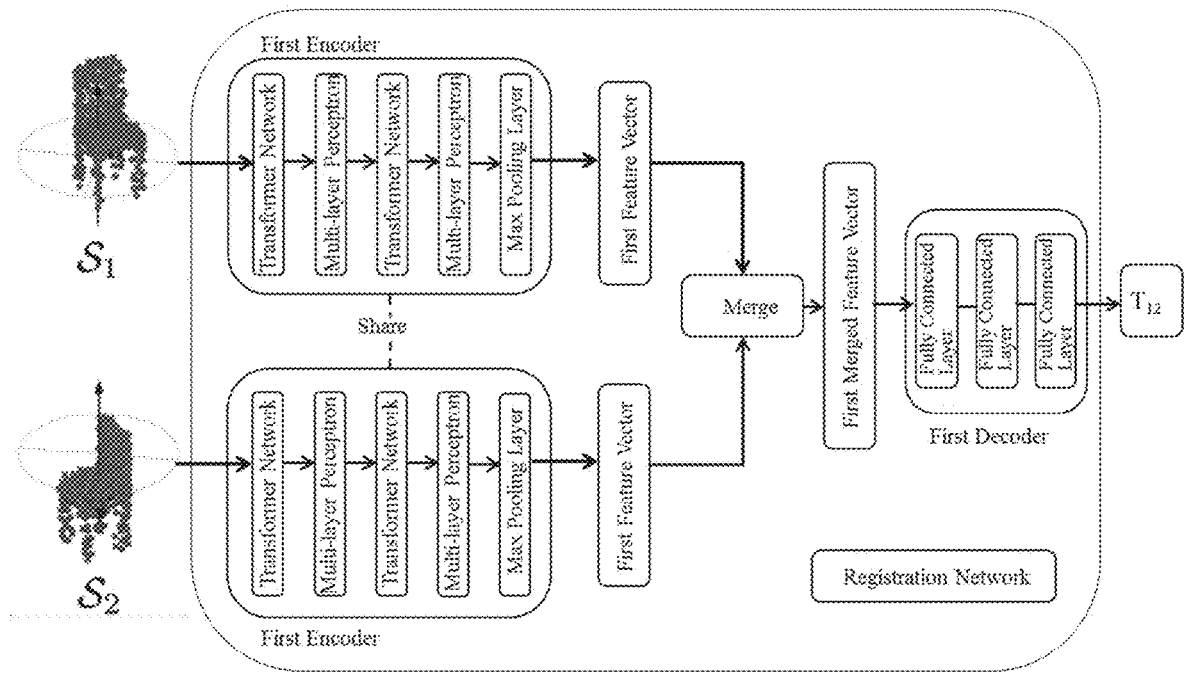 First Encoder
Transformer Network
Multi-layer Perceptron
Transformer Network
Multi-layer Perceptron
Max Pooling Layer
First Feature Vector
S1
Share
Merge
First Merged Feature Vector
Fully Connected
Layer
Fully Connected
Layer
Fully Connected
Layer
T12
First Decoder
Transformer Network
Multi-layer Perceptron
Transformer Network
Multi-layer Perceptron
Max Pooling Layer
First Feature Vector
S2
First Encoder
Registration Network